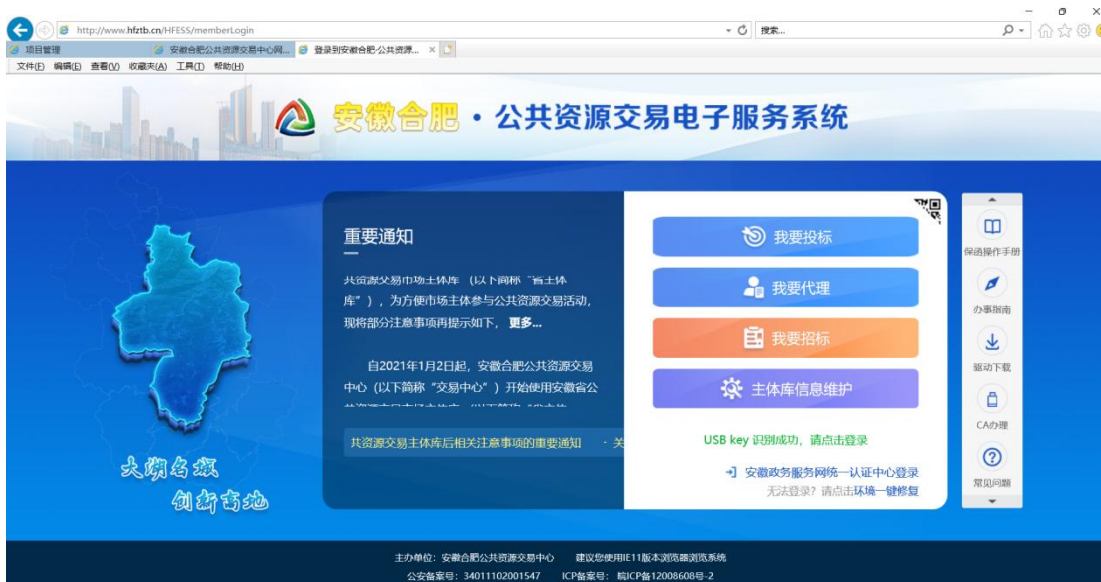 http://www.hfztb.cn/HFESS/memberLogin
搜索...
项目管理
安徽合肥公共资源交易中心网...
登录到安徽合肥·公共资源...
文件(F) 编辑(E) 查看(V) 收藏夹(A) 工具(T) 帮助(H)
安徽合肥·公共资源交易电子服务系统
重要通知
共资源交易市场主体库 (以下简称“省主体
库”) , 为方便市场主体参与公共资源交易活动,
现将部分注意事项再提示如下, 更多...
自2021年1月2日起, 安徽合肥公共资源交易
中心 (以下简称“交易中心”) 开始使用安徽省公
共资源交易主体库后相关注意事项的重要通知 · 关
我要投标
我要代理
我要招标
主体库信息维护
USB key 识别成功, 请点击登录
安徽政务服务网统一认证中心登录
无法登录? 请点击环境一键修复
保函操作手册
办事指南
驱动下载
CA办理
常见问题
大湖名城
创新高地
主办单位: 安徽合肥公共资源交易中心 建议您使用IE11版本浏览器浏览系统
公安备案号: 34011102001547 ICP备案号: 皖ICP备12008608号-2